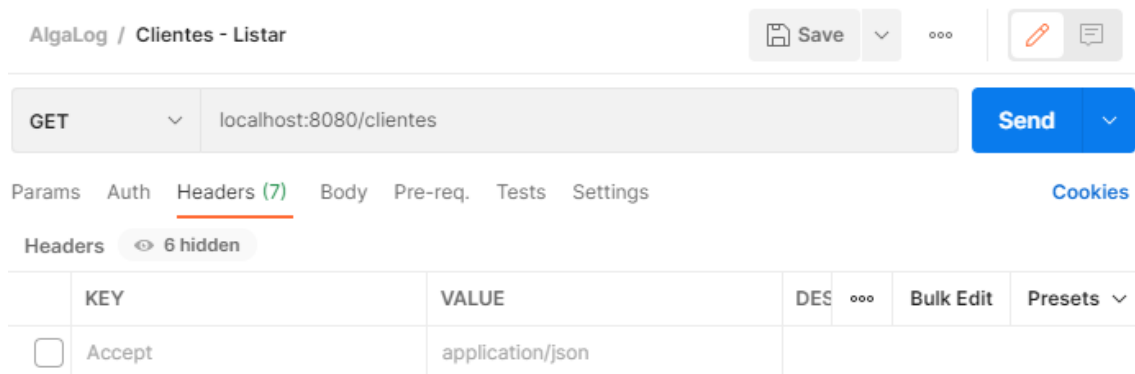 AlgaLog / Clientes - Listar Save ooo
GET localhost:8080/clientes Send
Params Auth Headers (7) Body Pre-req. Tests Settings Cookies
Headers 6 hidden
KEY VALUE DES ooo Bulk Edit Presets
Accept application/json